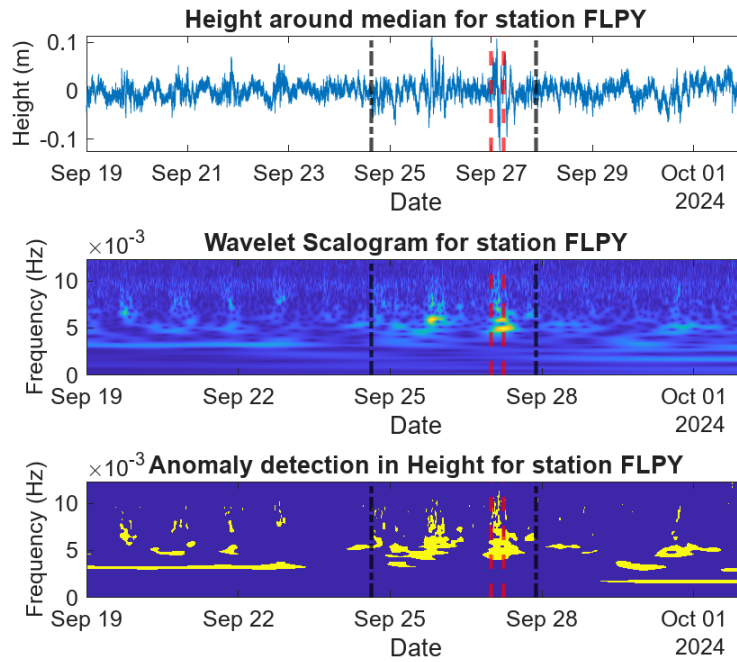 Height around median for station FLPY
Height (m)
0.1
0
-0.1
Sep 19 Sep 21 Sep 23 Sep 25 Sep 27 Sep 29 Oct 01
2024
Date
Wavelet Scalogram for station FLPY
×10⁻³
Frequency (Hz)
10
5
0
Sep 19 Sep 22 Sep 25 Sep 28 Oct 01
2024
Date
Anomaly detection in Height for station FLPY
×10⁻³
Frequency (Hz)
10
5
0
Sep 19 Sep 22 Sep 25 Sep 28 Oct 01
2024
Date